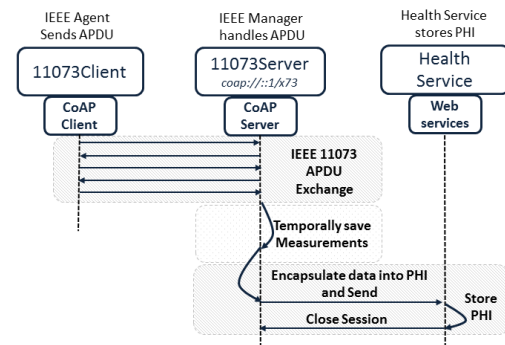 IEEE Agent
Sends APDU
IEEE Manager
handles APDU
Health Service
stores PHI
11073Client
11073Server
coap://::1/x73
Health
Service
CoAP
Client
CoAP
Server
Web
services
IEEE 11073
APDU
Exchange
Temporally save
Measurements
Encapsulate data into PHI
and Send
Store
PHI
Close Session